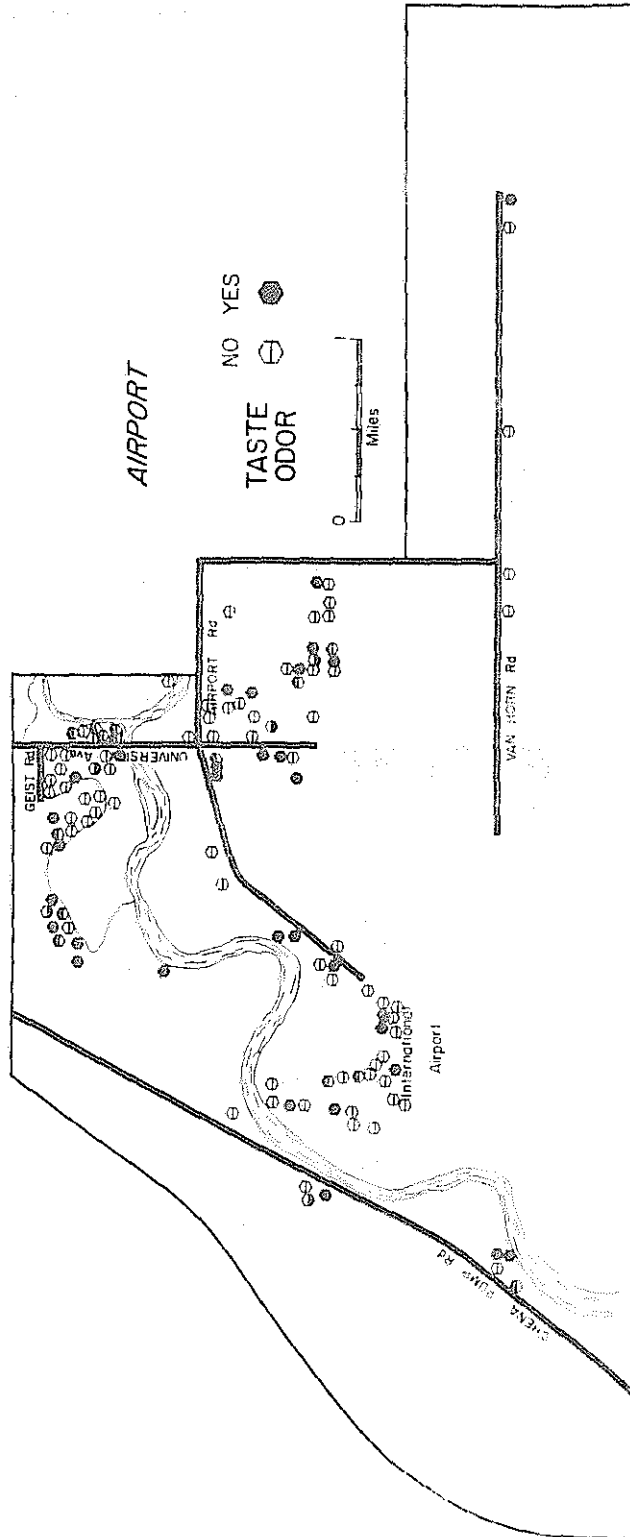 AIRPORT
NO YES
TASTE
ODOR
0 1
Miles
GEIST Rd
UNIVERSITY Ave
AIRPORT Rd
VAN HORN Rd
International
Airport
CHENA PUMP Rd